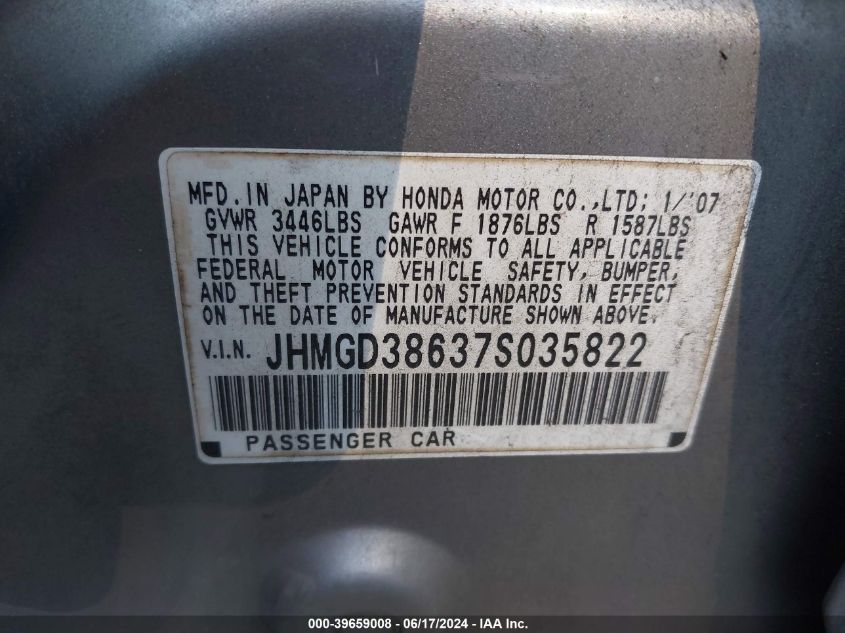 MFD. IN JAPAN BY HONDA MOTOR CO.,LTD; 1/'07
GVWR 3446LBS GAWR F 1876LBS R 1587LBS
THIS VEHICLE CONFORMS TO ALL APPLICABLE
FEDERAL MOTOR VEHICLE SAFETY, BUMPER,
AND THEFT PREVENTION STANDARDS IN EFFECT
ON THE DATE OF MANUFACTURE SHOWN ABOVE.
V.I.N. JHMGD38637S035822
PASSENGER CAR
000-39659008 - 06/17/2024 - IAA Inc.